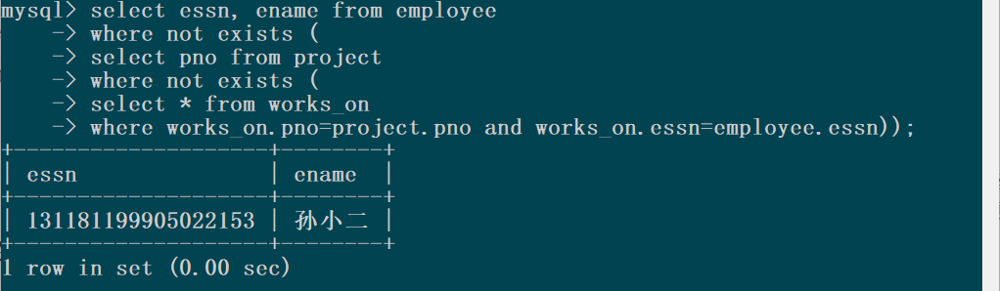 mysql> select essn, ename from employee
    -> where not exists (
    -> select pno from project
    -> where not exists (
    -> select * from works_on
    -> where works_on.pno=project.pno and works_on.essn=employee.essn));
+--------------------+--------+
| essn               | ename  |
+--------------------+--------+
| 131181199905022153 | 孙小二 |
+--------------------+--------+
1 row in set (0.00 sec)